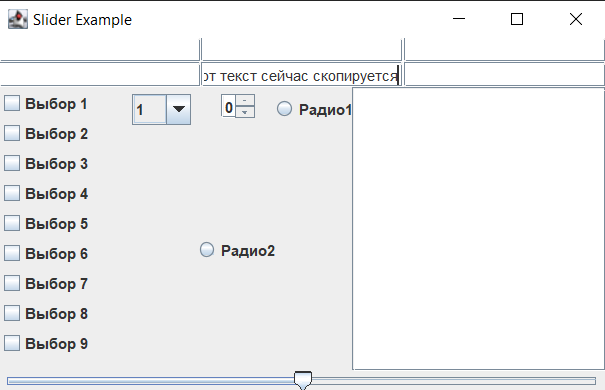 Slider Example
от текст сейчас скопируется
Выбор 1
1
0
Радио1
Выбор 2
Выбор 3
Выбор 4
Выбор 5
Выбор 6
Радио2
Выбор 7
Выбор 8
Выбор 9